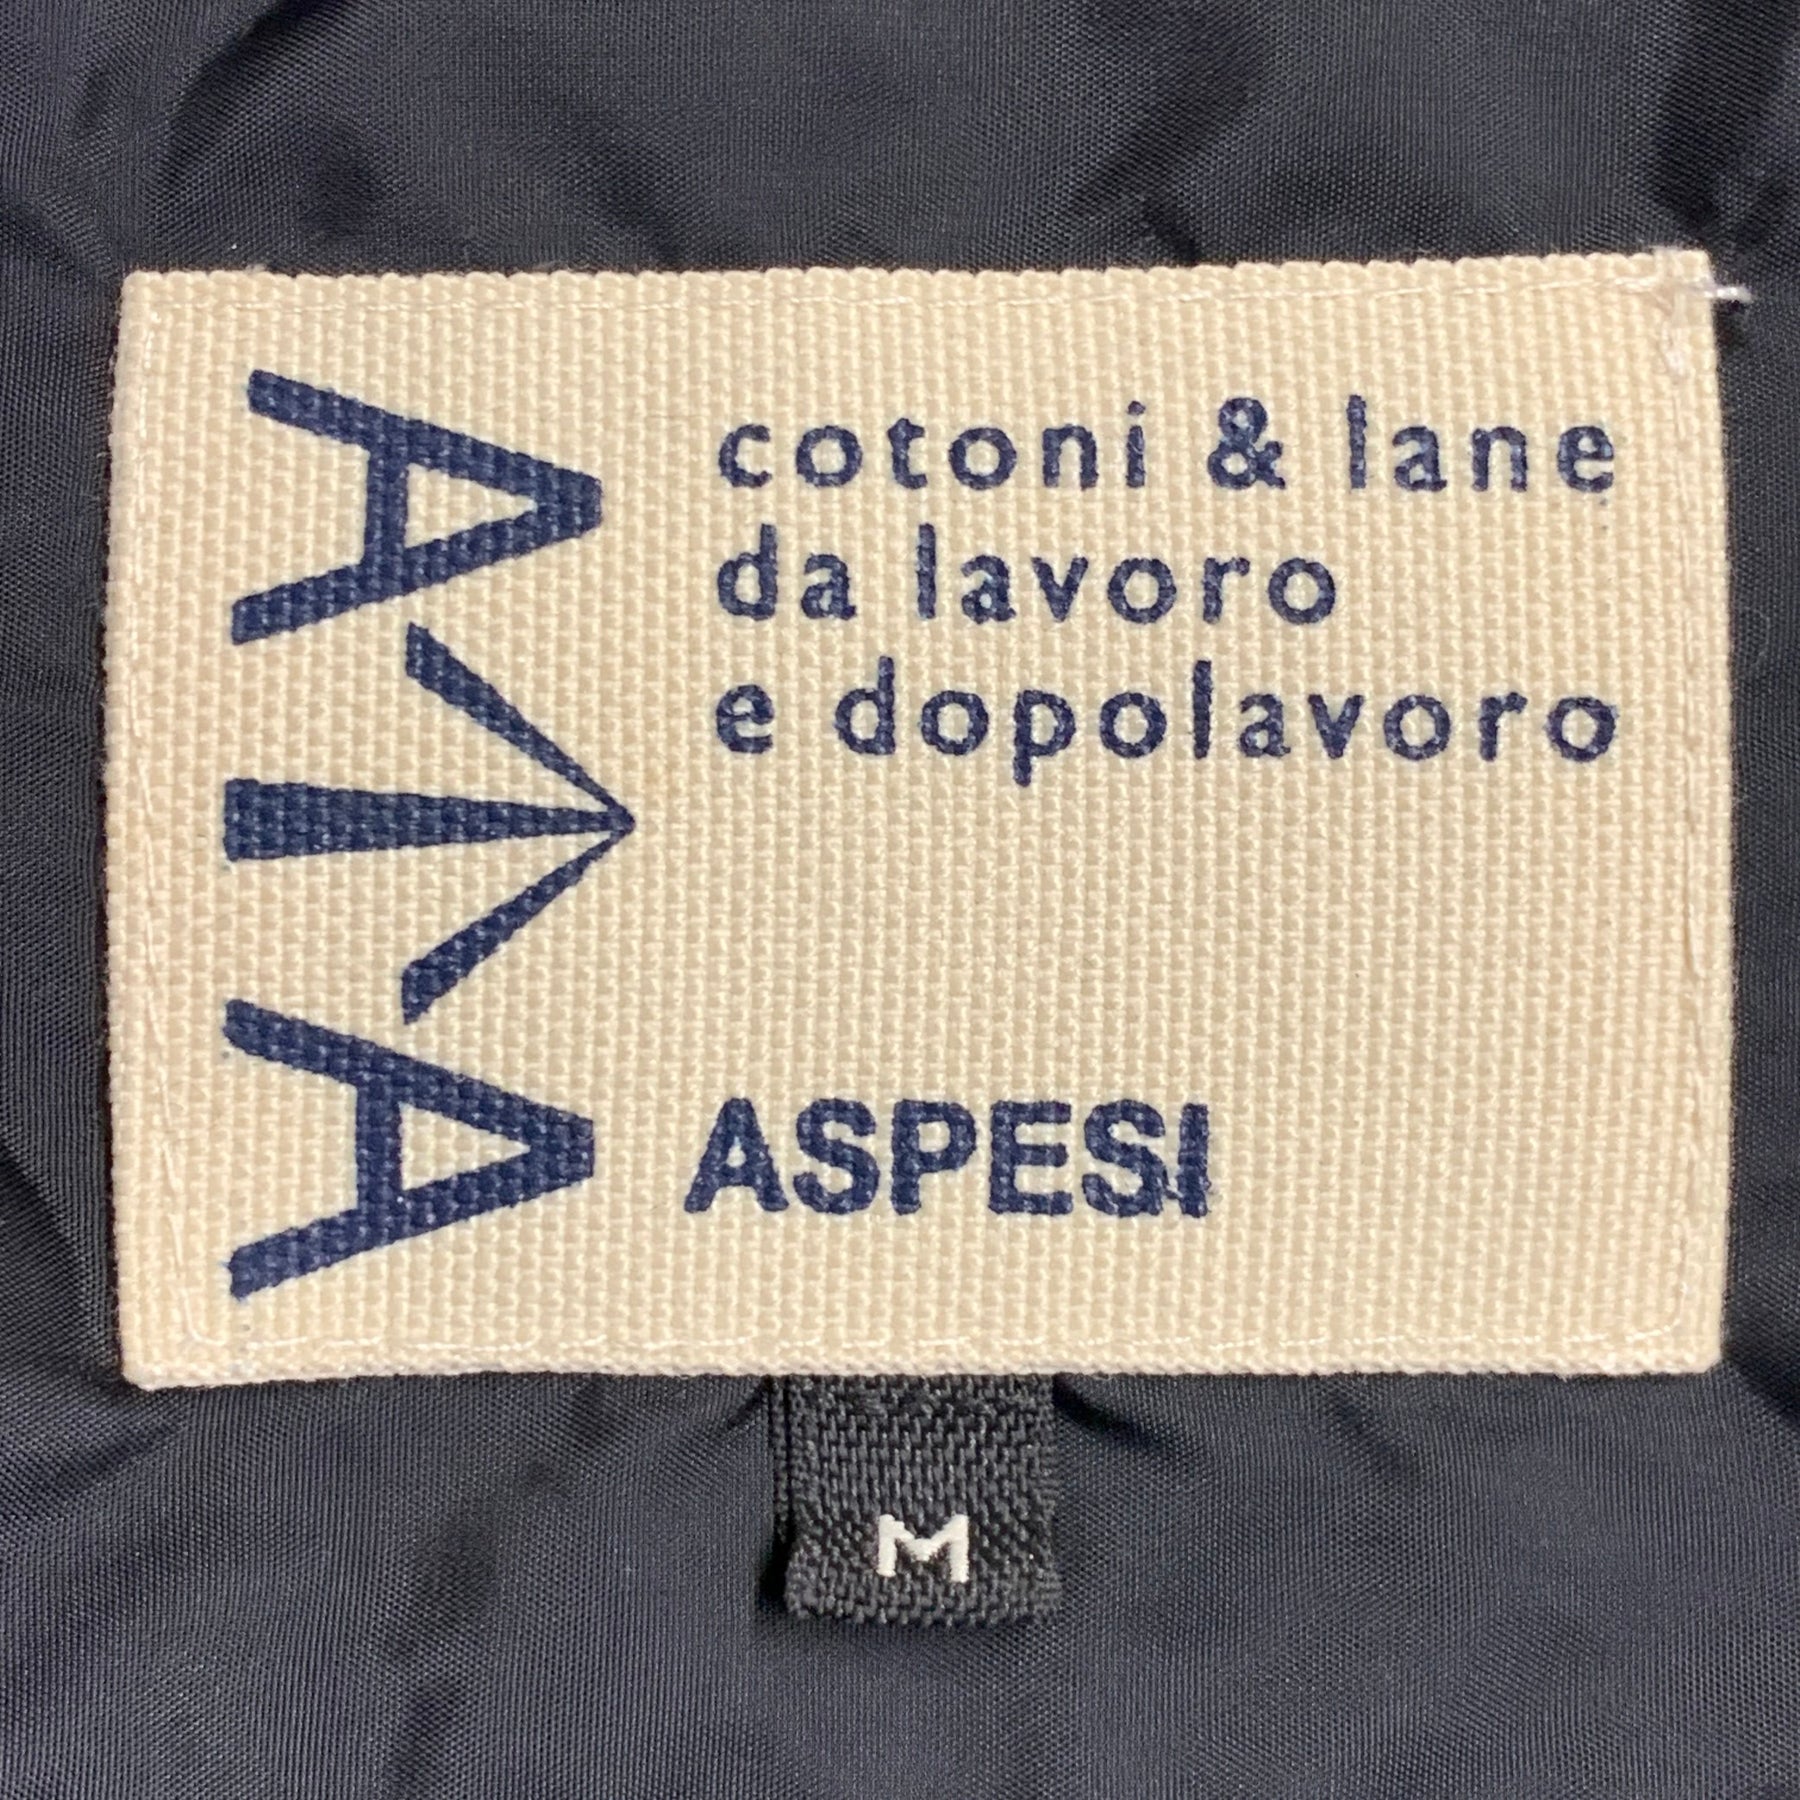 cotoni & lane
da lavoro
e dopolavoro
ASPESI
M